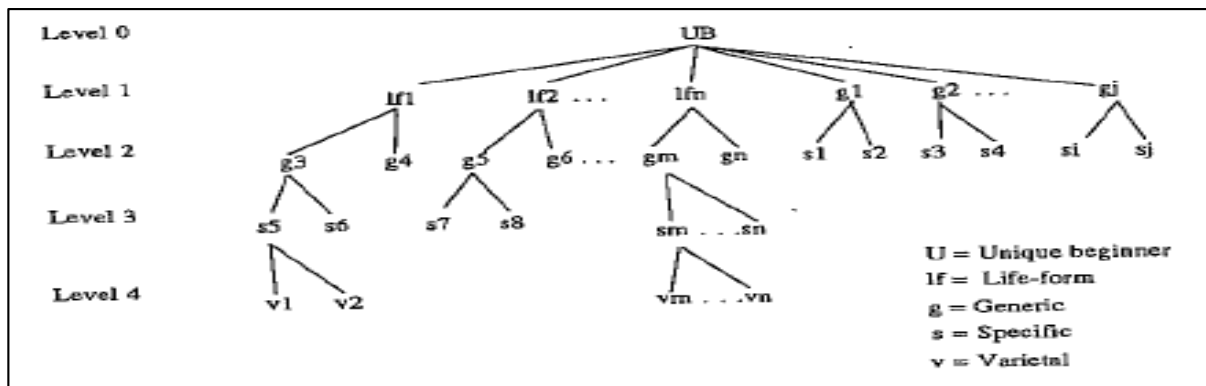 Level 0 UB
Level 1 lf1 lf2 ... lfn g1 g2 ... gj
Level 2 g3 g4 g5 g6 ... gm gn s1 s2 s3 s4 si sj
Level 3 s5 s6 s7 s8 sm ... sn
Level 4 v1 v2 vm ... vn
U = Unique beginner
lf = Life-form
g = Generic
s = Specific
v = Varietal